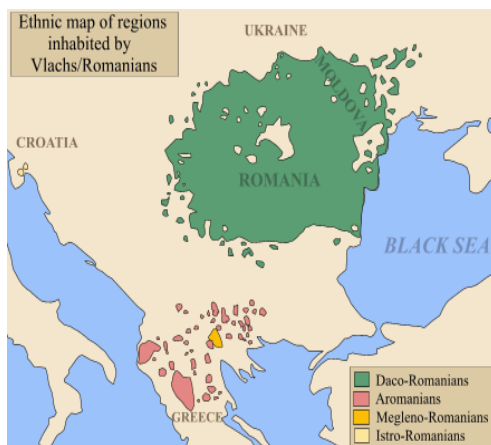 Ethnic map of regions
inhabited by
Vlachs/Romanians
UKRAINE
MOLDOVA
CROATIA
ROMANIA
BLACK SEA
GREECE
Daco-Romanians
Aromanians
Megleno-Romanians
Istro-Romanians